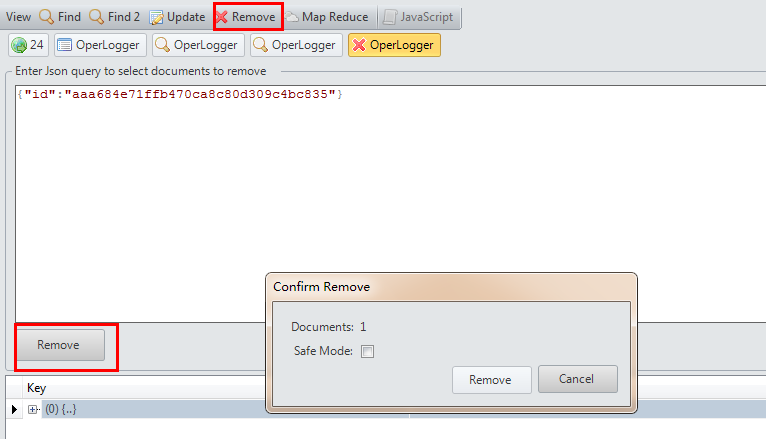 View Find Find 2 Update Remove Map Reduce JavaScript
24 OperLogger OperLogger OperLogger OperLogger
Enter Json query to select documents to remove
{"id":"aaa684e71ffb470ca8c80d309c4bc835"}
Confirm Remove
Documents: 1
Safe Mode:
Remove
Remove Cancel
Key
(0) {..}